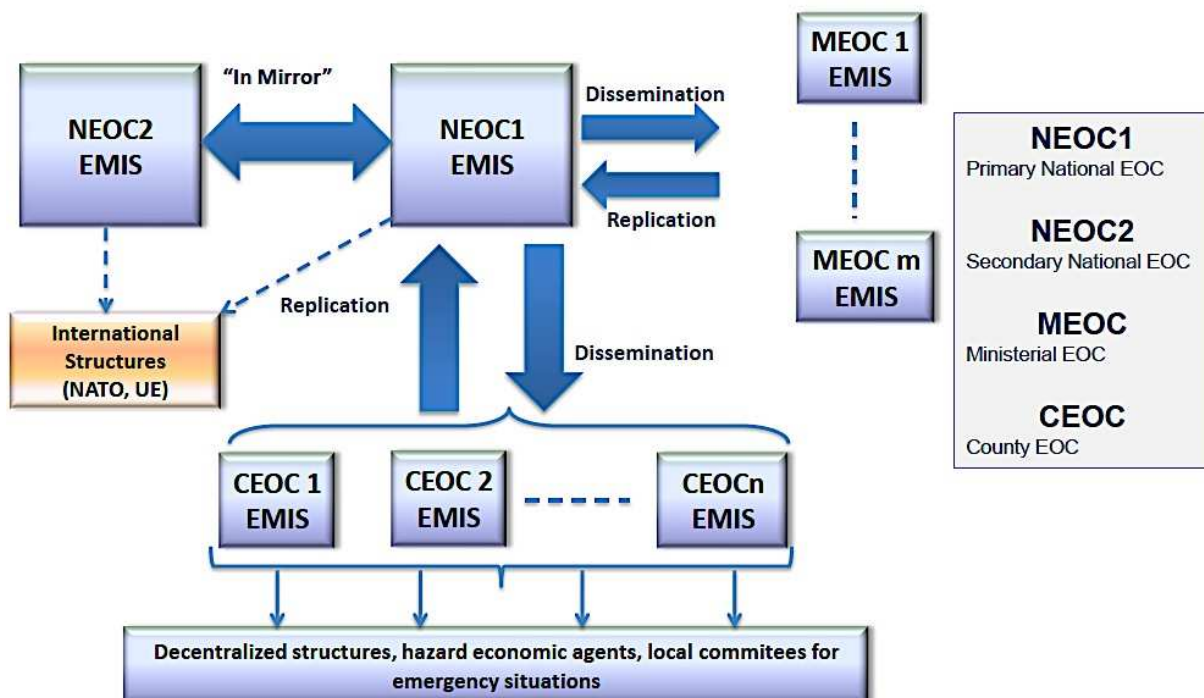 "In Mirror"
NEOC2
EMIS
NEOC1
EMIS
Dissemination
Replication
MEOC 1
EMIS
MEOC m
EMIS
NEOC1
Primary National EOC
NEOC2
Secondary National EOC
MEOC
Ministerial EOC
CEOC
County EOC
International
Structures
(NATO, UE)
Replication
Dissemination
CEOC 1
EMIS
CEOC 2
EMIS
CEOCn
EMIS
Decentralized structures, hazard economic agents, local commitees for
emergency situations